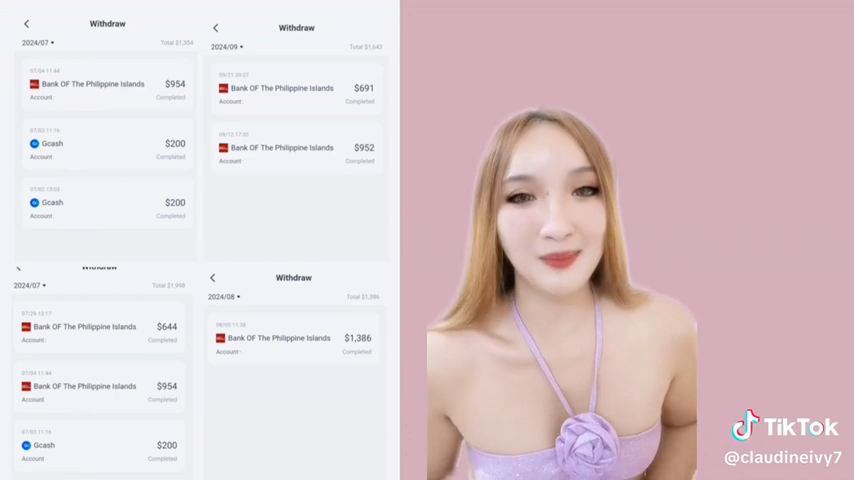 Withdraw
2024/07
Total $1,354
07/04 11:44
Bank OF The Philippine Islands
$954
Account:
Completed
07/03 11:16
Gcash
$200
Account
Completed
07/02 13:03
Gcash
$200
Account
Completed
Withdraw
2024/09
Total $1,643
09/21 20:27
Bank OF The Philippine Islands
$691
Account:
Completed
09/12 17:33
Bank OF The Philippine Islands
$952
Account:
Completed
Withdraw
2024/07
Total $1,998
07/29 13:17
Bank OF The Philippine Islands
$644
Account:
Completed
07/04 11:44
Bank OF The Philippine Islands
$954
Account
Completed
07/03 11:16
Gcash
$200
Account
Completed
Withdraw
2024/08
Total $1,386
08/05 11:38
Bank OF The Philippine Islands
$1,386
Account
Completed
TikTok
@claudineivy7